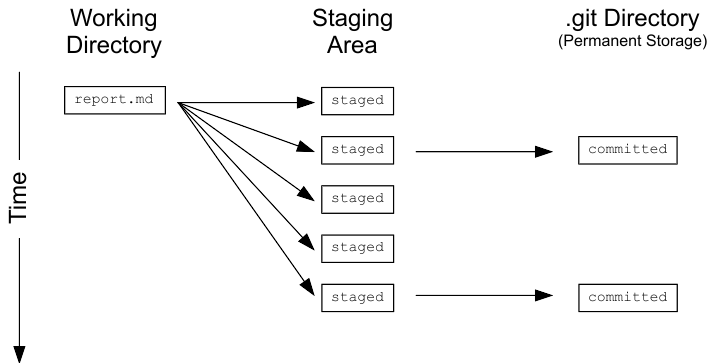 Working
Directory
Staging
Area
.git Directory
(Permanent Storage)
report.md
staged
staged
committed
staged
staged
staged
committed
Time